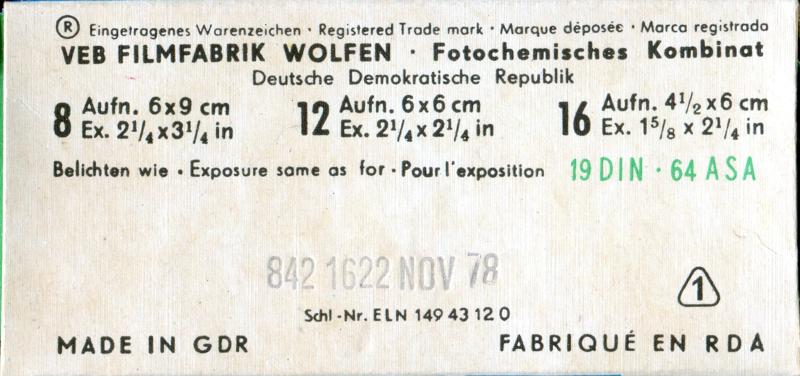 ® Eingetragenes Warenzeichen · Registered Trade mark · Marque déposée · Marca registrada
VEB FILMFABRIK WOLFEN · Fotochemisches Kombinat
Deutsche Demokratische Republik
8 Aufn. 6x9 cm
Ex. 2¼x3¼ in
12 Aufn. 6x6 cm
Ex. 2¼x2¼ in
16 Aufn. 4½x6 cm
Ex. 1⅝ x 2¼ in
Belichten wie · Exposure same as for · Pour l'exposition 19 DIN · 64 ASA
842 1622 NOV 78
1
Schl-Nr. ELN 149 43 12 0
MADE IN GDR FABRIQUÉ EN RDA